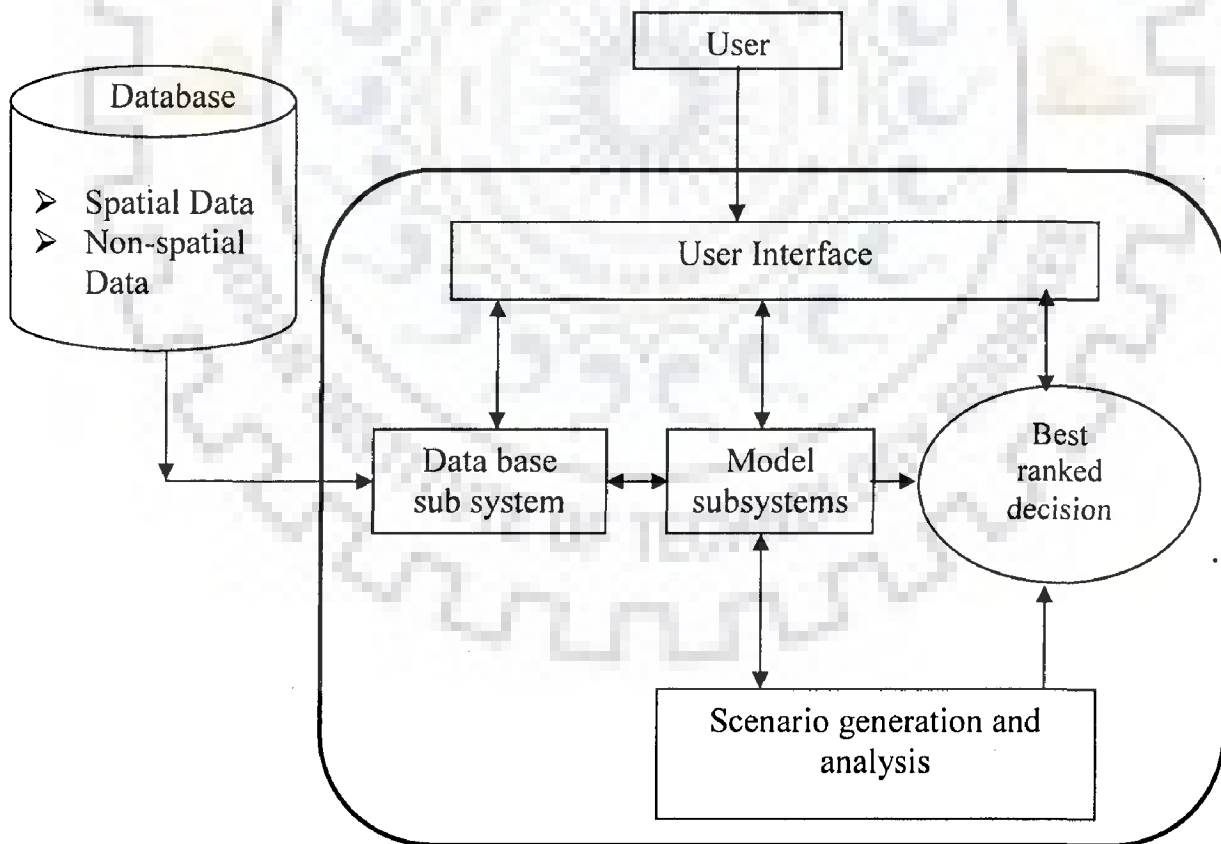 User
Database
➤ Spatial Data
➤ Non-spatial
Data
User Interface
Data base
sub system
Model
subsystems
Best
ranked
decision
Scenario generation and
analysis